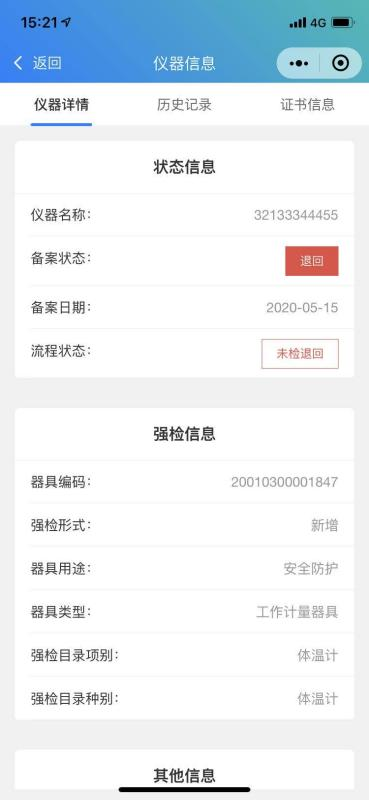 15:21 4G
返回 仪器信息
仪器详情 历史记录 证书信息
状态信息
仪器名称: 32133344455
备案状态: 退回
备案日期: 2020-05-15
流程状态: 未检退回
强检信息
器具编码: 20010300001847
强检形式: 新增
器具用途: 安全防护
器具类型: 工作计量器具
强检目录项别: 体温计
强检目录种别: 体温计
其他信息